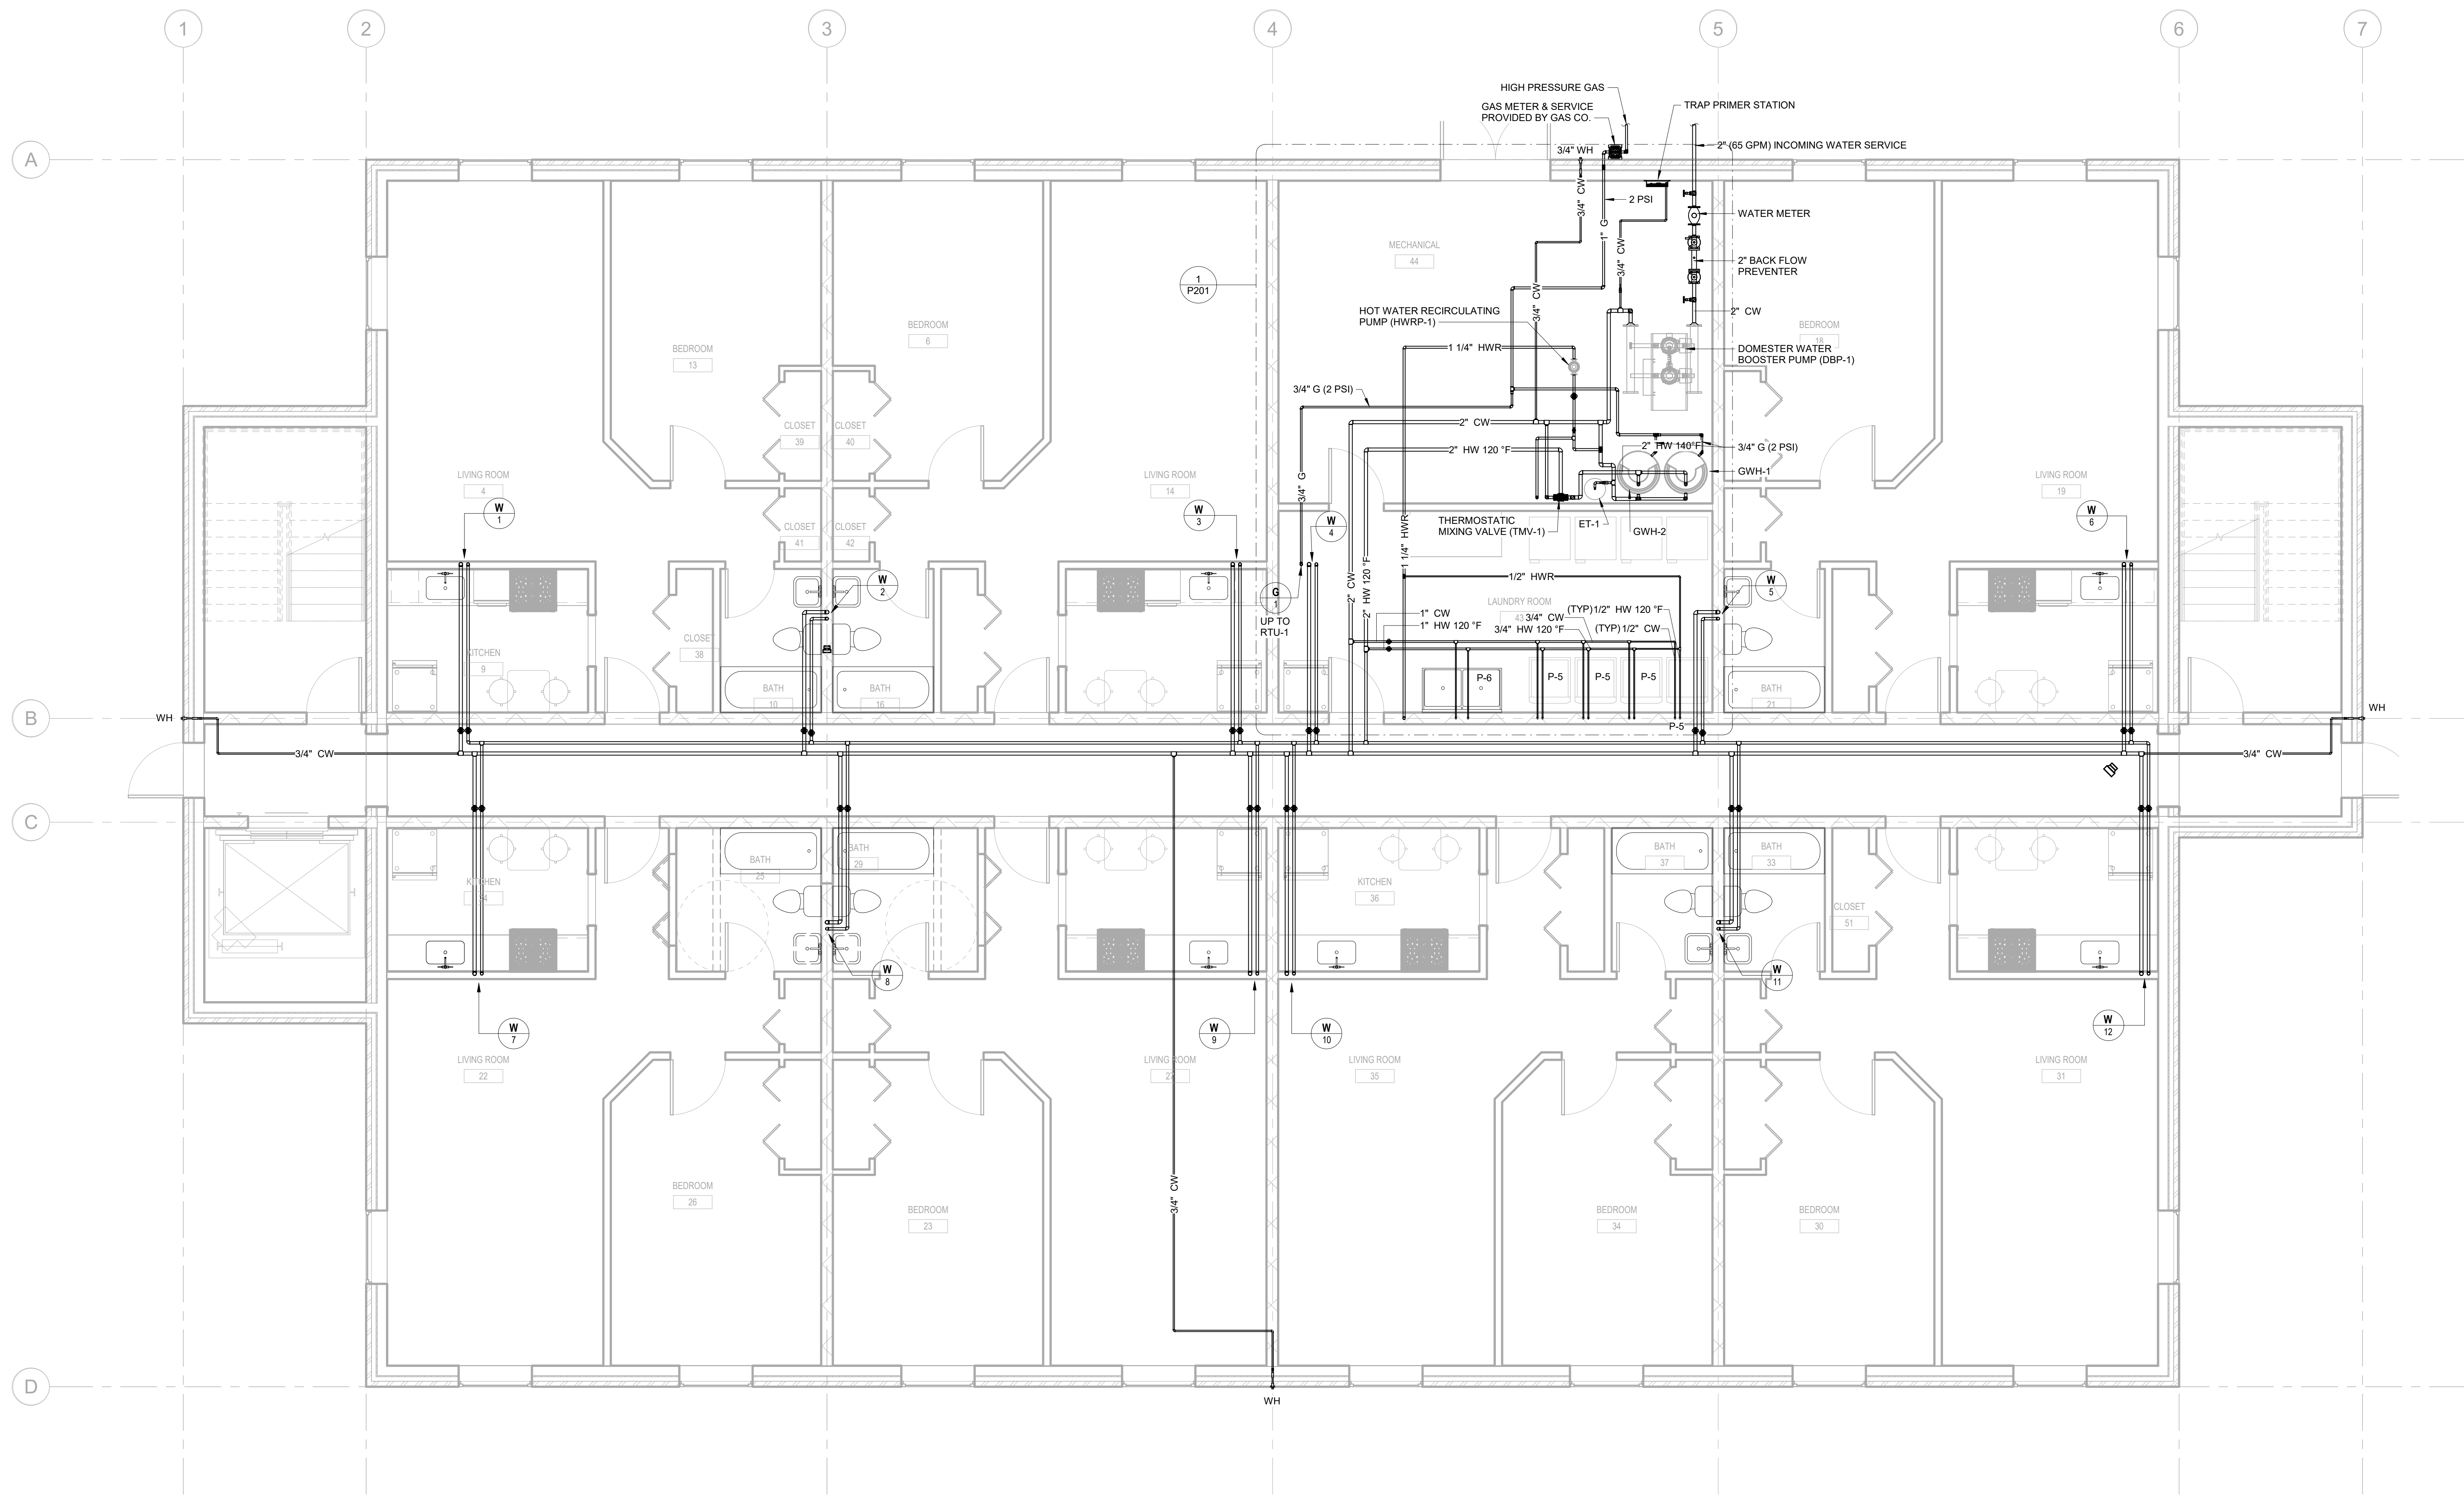 1
2
3
4
5
6
7
HIGH PRESSURE GAS
GAS METER & SERVICE
PROVIDED BY GAS CO.
TRAP PRIMER STATION
A
3/4" WH
2" (65 GPM) INCOMING WATER SERVICE
3/4" CW
2 PSI
1" G
WATER METER
MECHANICAL
44
3/4" CW
2" BACK FLOW
PREVENTER
1
P201
3/4" CW
HOT WATER RECIRCULATING
PUMP (HWRP-1)
2" CW
BEDROOM
6
BEDROOM
18
BEDROOM
13
1 1/4" HWR
DOMESTER WATER
BOOSTER PUMP (DBP-1)
3/4" G (2 PSI)
CLOSET
39
CLOSET
40
2" CW
2" HW 120 °F
2" HW 140°F
3/4" G (2 PSI)
GWH-1
LIVING ROOM
4
LIVING ROOM
14
LIVING ROOM
19
3/4" G
W
1
W
3
W
4
W
6
CLOSET
41
CLOSET
42
1 1/4" HWR
THERMOSTATIC
MIXING VALVE (TMV-1)
ET-1
GWH-2
W
2
W
5
2" CW
2" HW 120 °F
1/2" HWR
G
1
UP TO
RTU-1
LAUNDRY ROOM
43
1" CW
1" HW 120 °F
(TYP) 1/2" HW 120 °F
3/4" CW
3/4" HW 120 °F
(TYP) 1/2" CW
CLOSET
38
KITCHEN
9
P-6
P-5
P-5
P-5
P-5
BATH
10
BATH
16
BATH
21
B
WH
WH
3/4" CW
3/4" CW
C
BATH
25
BATH
29
BATH
37
BATH
33
KITCHEN
KITCHEN
36
CLOSET
51
W
8
W
11
W
7
W
9
W
10
W
12
LIVING ROOM
22
LIVING ROOM
27
LIVING ROOM
35
LIVING ROOM
31
3/4" CW
BEDROOM
26
BEDROOM
23
BEDROOM
34
BEDROOM
30
D
WH